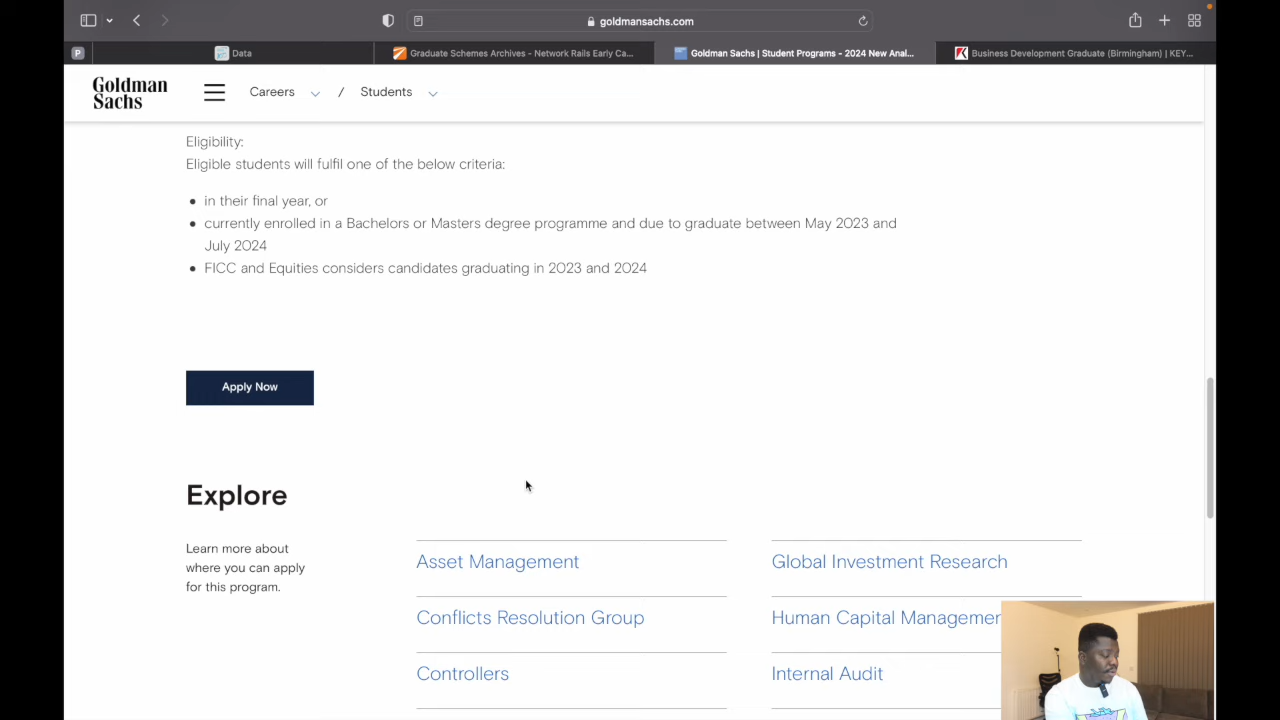 goldmansachs.com
P
Data
Graduate Schemes Archives - Network Rails Early Ca...
Goldman Sachs | Student Programs - 2024 New Anal...
Business Development Graduate (Birmingham) | KEY...
Goldman
Sachs
Careers / Students
Eligibility:
Eligible students will fulfil one of the below criteria:
• in their final year, or
• currently enrolled in a Bachelors or Masters degree programme and due to graduate between May 2023 and
July 2024
• FICC and Equities considers candidates graduating in 2023 and 2024
Apply Now
Explore
Learn more about
where you can apply
for this program.
Asset Management
Global Investment Research
Conflicts Resolution Group
Human Capital Managemen
Controllers
Internal Audit